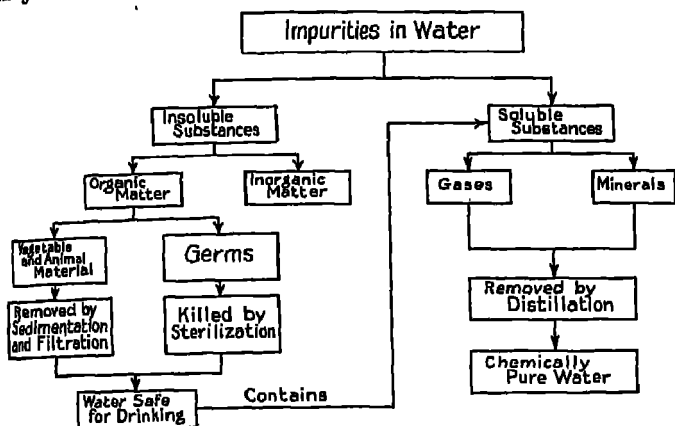 Impurities in Water
Insoluble
Substances
Soluble
Substances
Organic
Matter
Inorganic
Matter
Gases
Minerals
Vegetable
and Animal
Material
Germs
Removed by
Sedimentation
and Filtration
Killed by
Sterilization
Removed by
Distillation
Chemically
Pure Water
Water Safe
for Drinking
Contains